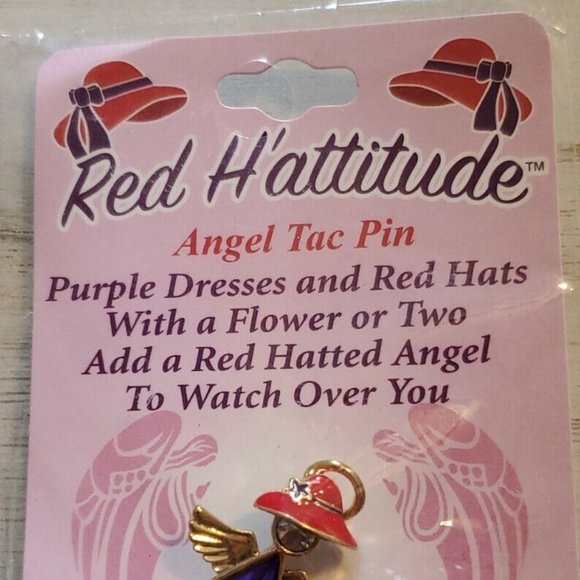 Red H'attitude™
Angel Tac Pin
Purple Dresses and Red Hats
With a Flower or Two
Add a Red Hatted Angel
To Watch Over You